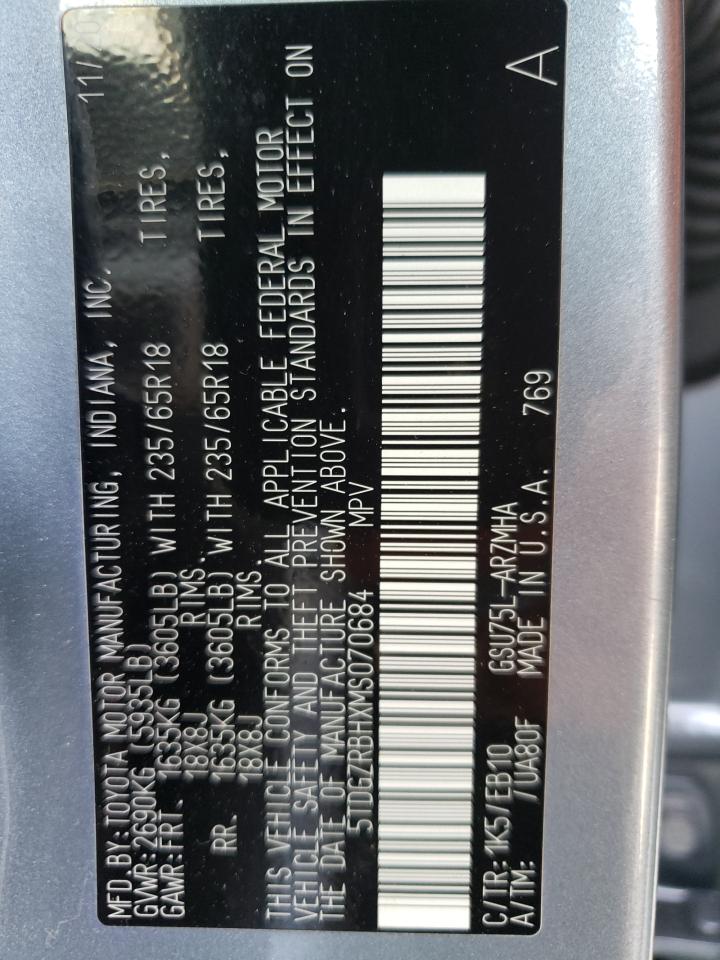 MFD.BY:TOYOTA MOTOR MANUFACTURING, INDIANA, INC. 11/20
GVWR:2690KG (5935LB)
GAWR:FRT. 1635KG (3605LB) WITH 235/65R18 TIRES,
18X8J RIMS.
RR. 1635KG (3605LB) WITH 235/65R18 TIRES,
18X8J RIMS.
THIS VEHICLE CONFORMS TO ALL APPLICABLE FEDERAL MOTOR
VEHICLE SAFETY AND THEFT PREVENTION STANDARDS IN EFFECT ON
THE DATE OF MANUFACTURE SHOWN ABOVE.
5TDGZRBHXMS070684 MPV
C/TR: 1K5/EB10 GSU75L-ARZMHA A
A/TM: /UA80F MADE IN U.S.A. 769